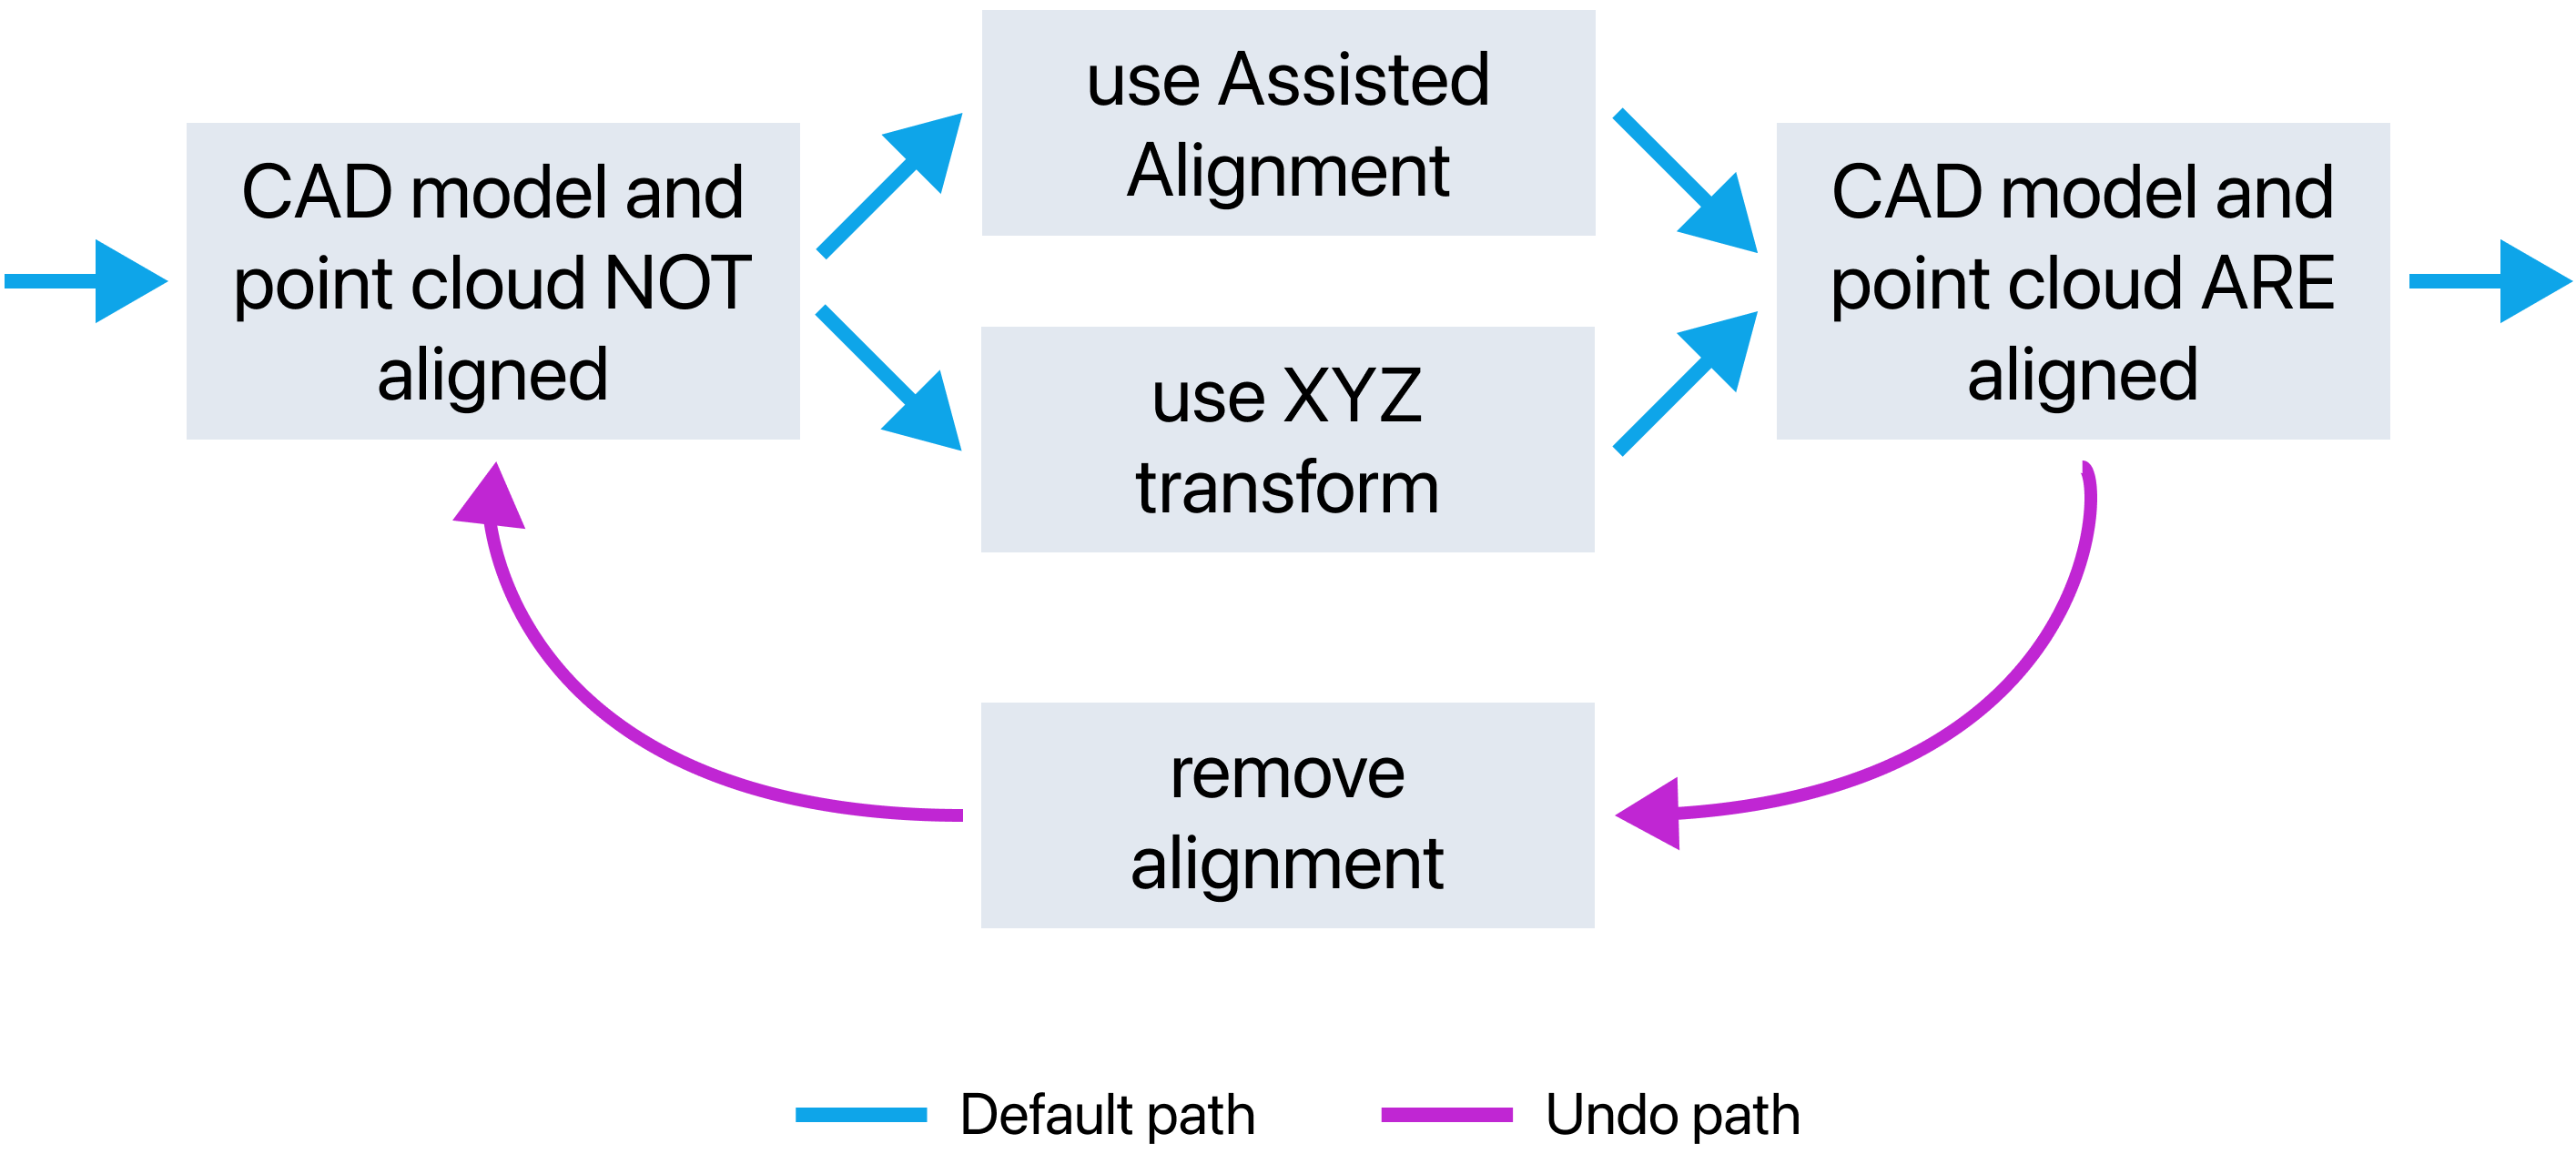 CAD model and
point cloud NOT
aligned
use Assisted
Alignment
use XYZ
transform
CAD model and
point cloud ARE
aligned
remove
alignment
Default path
Undo path